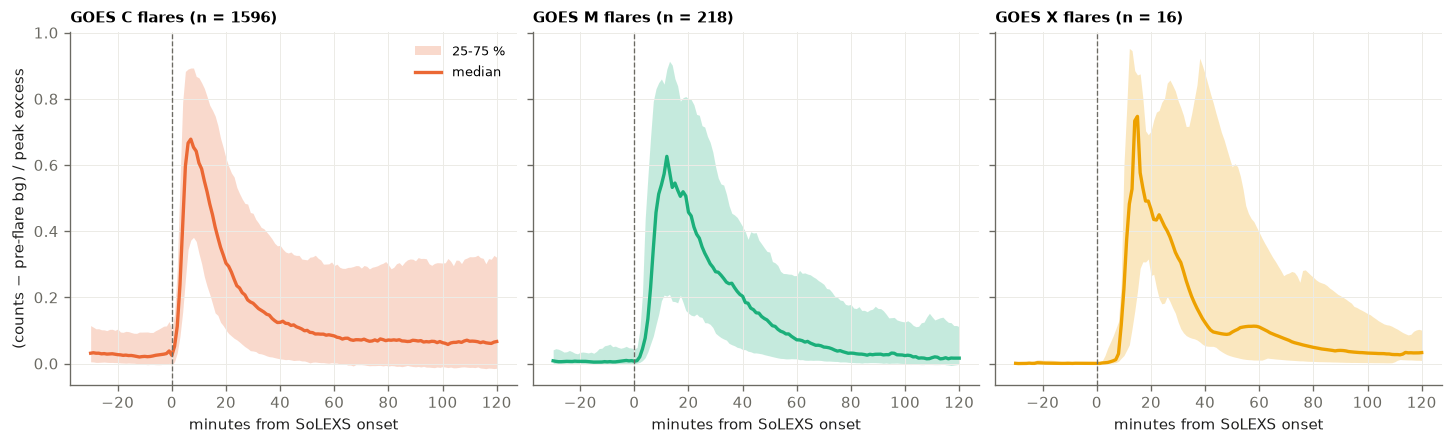 GOES C flares (n = 1596)
GOES M flares (n = 218)
GOES X flares (n = 16)
(counts − pre-flare bg) / peak excess
1.0
0.8
0.6
0.4
0.2
0.0
25-75 %
median
−20 0 20 40 60 80 100 120
−20 0 20 40 60 80 100 120
−20 0 20 40 60 80 100 120
minutes from SoLEXS onset
minutes from SoLEXS onset
minutes from SoLEXS onset